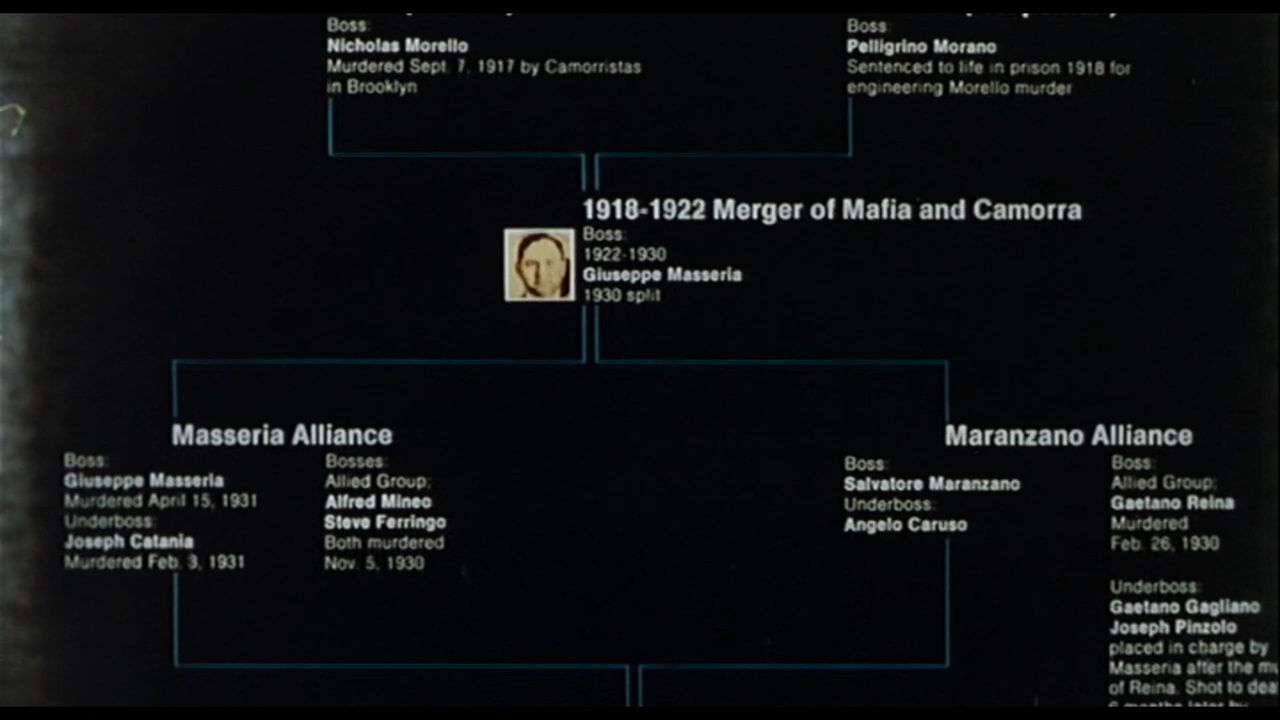 Boss:
Nicholas Morello
Murdered Sept. 7, 1917 by Camorristas
in Brooklyn
Boss:
Pelligrino Morano
Sentenced to life in prison 1918 for
engineering Morello murder
1918-1922 Merger of Mafia and Camorra
Boss:
1922-1930
Giuseppe Masseria
1930 split
Masseria Alliance
Boss:
Giuseppe Masseria
Murdered April 15, 1931
Underboss:
Joseph Catania
Murdered Feb. 3, 1931
Bosses:
Allied Group:
Alfred Mineo
Steve Ferringo
Both murdered
Nov. 5, 1930
Maranzano Alliance
Boss:
Salvatore Maranzano
Underboss:
Angelo Caruso
Boss:
Allied Group:
Gaetano Reina
Murdered
Feb. 26, 1930
Underboss:
Gaetano Gagliano
Joseph Pinzolo
placed in charge by
Masseria after the
of Reina. Shot to
6 months later by